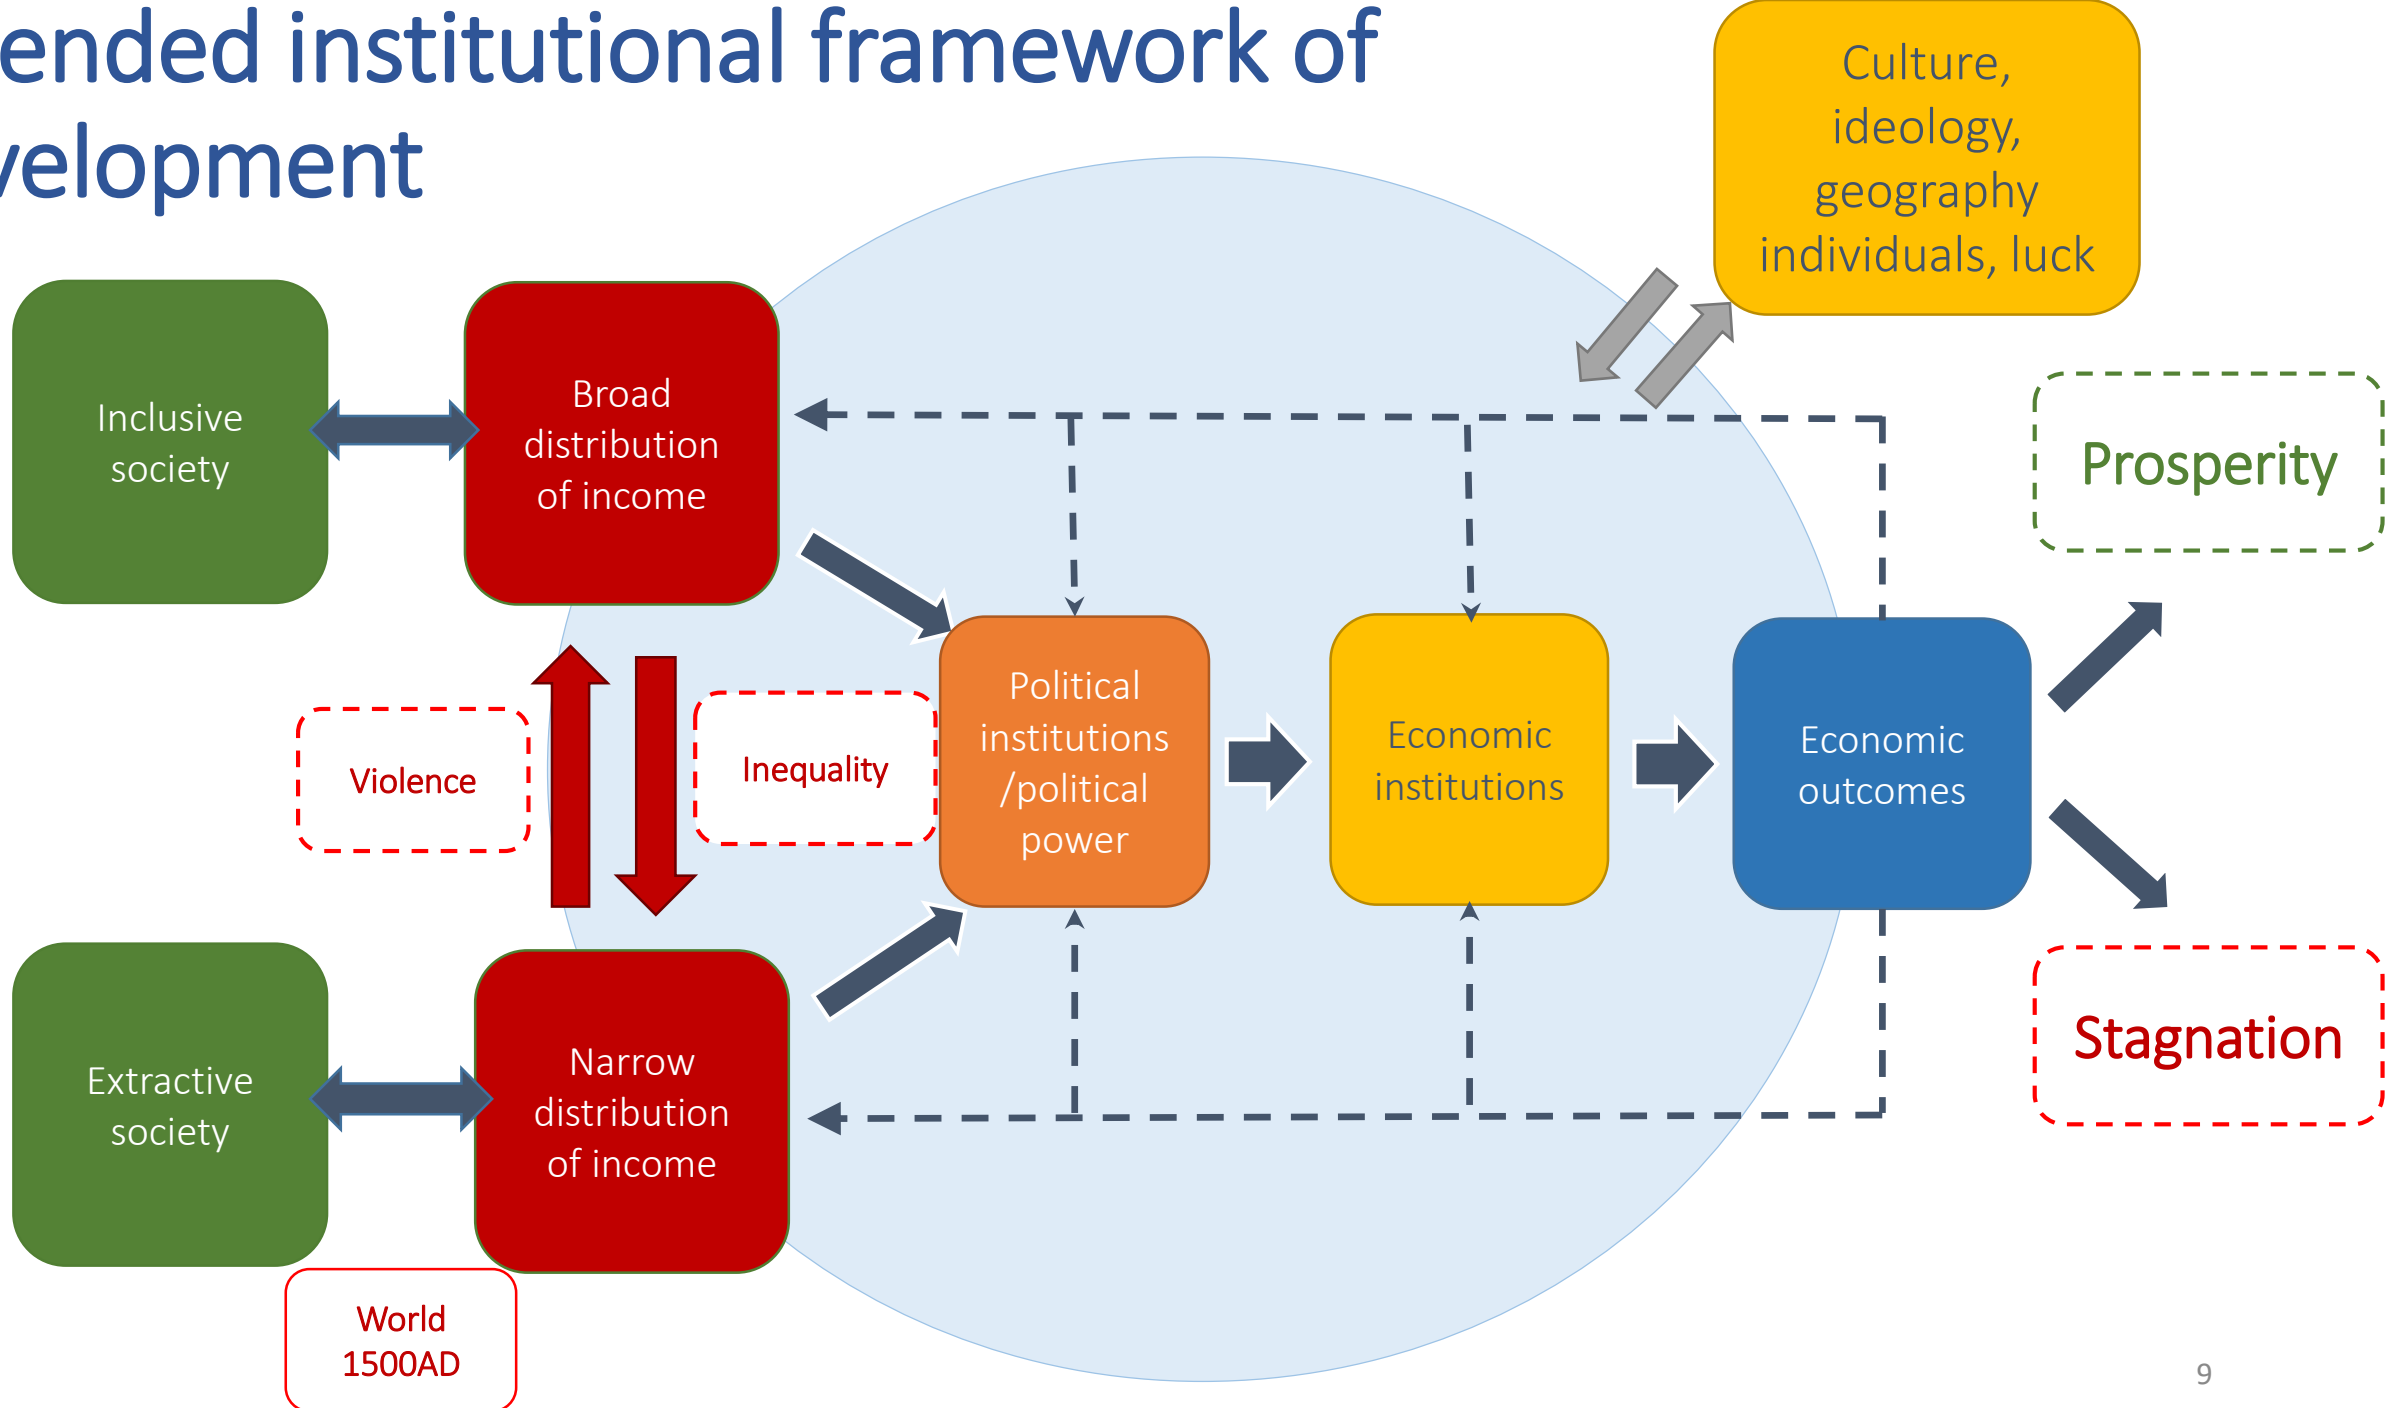 ended institutional framework of
velopment
Culture,
ideology,
geography
individuals, luck
Inclusive
society
Broad
distribution
of income
Prosperity
Violence
Inequality
Political
institutions
/political
power
Economic
institutions
Economic
outcomes
Extractive
society
Narrow
distribution
of income
Stagnation
World
1500AD
9